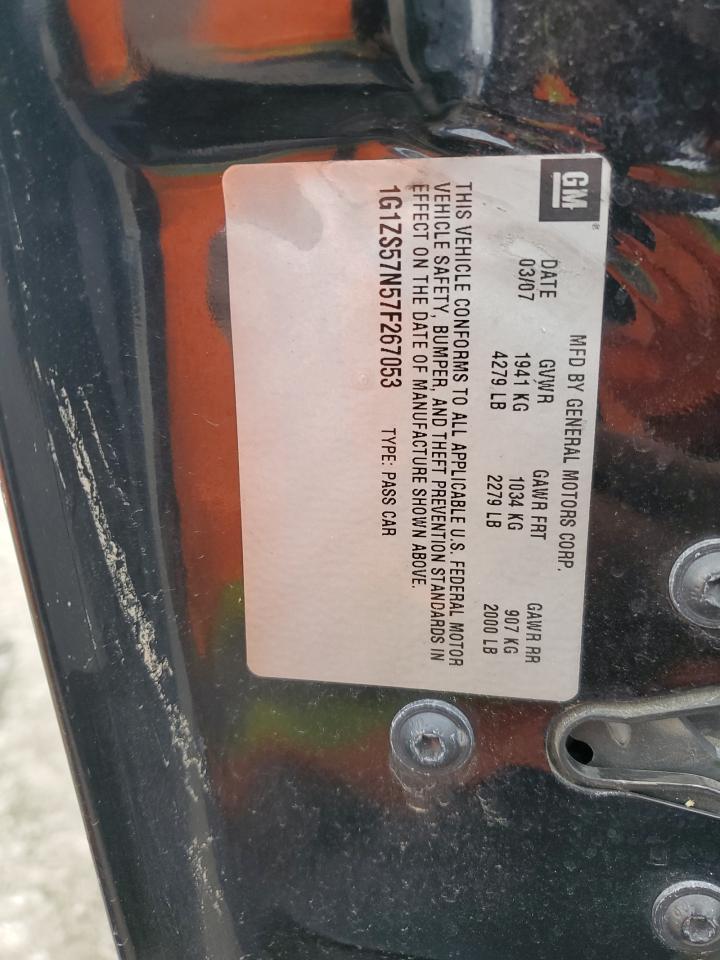 GM®
MFD BY GENERAL MOTORS CORP.
DATE GVWR GAWR FRT GAWR RR
03/07 1941 KG 1034 KG 907 KG
4279 LB 2279 LB 2000 LB
THIS VEHICLE CONFORMS TO ALL APPLICABLE U.S. FEDERAL MOTOR
VEHICLE SAFETY, BUMPER, AND THEFT PREVENTION STANDARDS IN
EFFECT ON THE DATE OF MANUFACTURE SHOWN ABOVE.
1G1ZS57N57F267053 TYPE: PASS CAR